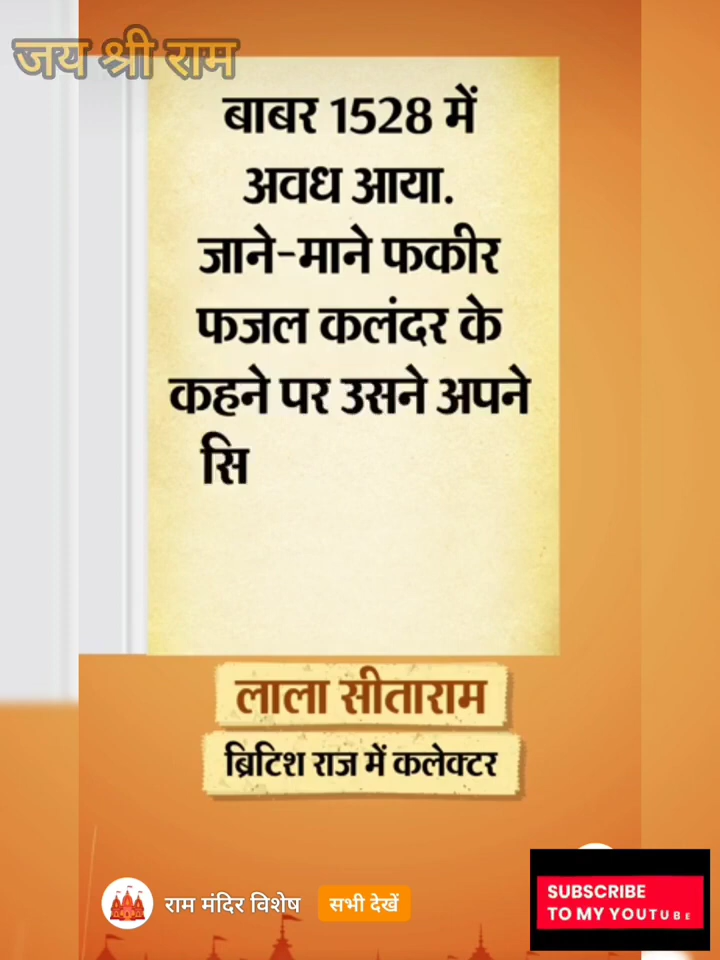 जय श्री राम
बाबर 1528 में
अवध आया.
जाने-माने फकीर
फजल कलंदर के
कहने पर उसने अपने
सि
लाला सीताराम
ब्रिटिश राज में कलेक्टर
राम मंदिर विशेष
सभी देखें
SUBSCRIBE
TO MY YOUTUBE